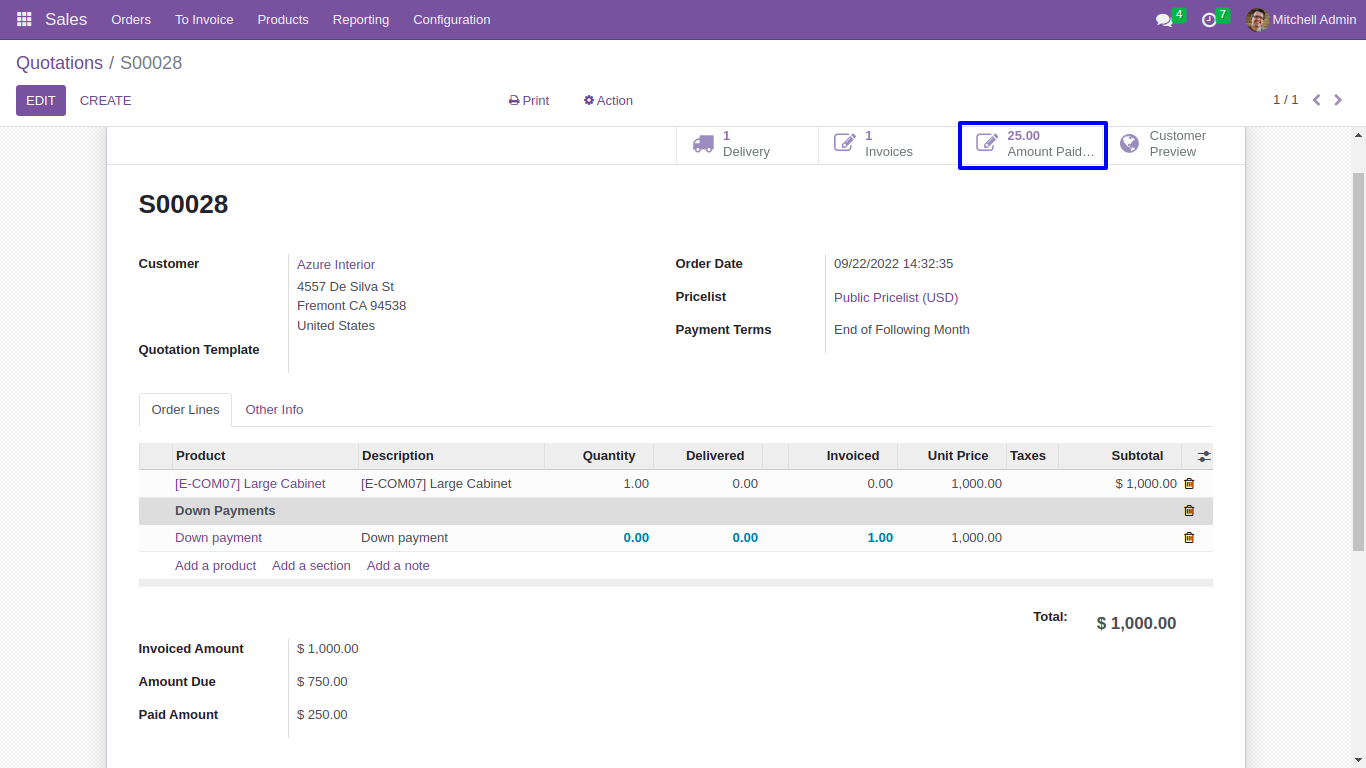 Sales Orders To Invoice Products Reporting Configuration 4 7 Mitchell Admin
Quotations / S00028
EDIT CREATE Print Action 1 / 1
1 Delivery
1 Invoices
25.00 Amount Paid…
Customer Preview
S00028
Customer Azure Interior
4557 De Silva St
Fremont CA 94538
United States
Quotation Template
Order Date 09/22/2022 14:32:35
Pricelist Public Pricelist (USD)
Payment Terms End of Following Month
Order Lines Other Info
Product Description Quantity Delivered Invoiced Unit Price Taxes Subtotal
[E-COM07] Large Cabinet [E-COM07] Large Cabinet 1.00 0.00 0.00 1,000.00 $ 1,000.00
Down Payments
Down payment Down payment 0.00 0.00 1.00 1,000.00
Add a product Add a section Add a note
Total: $ 1,000.00
Invoiced Amount $ 1,000.00
Amount Due $ 750.00
Paid Amount $ 250.00